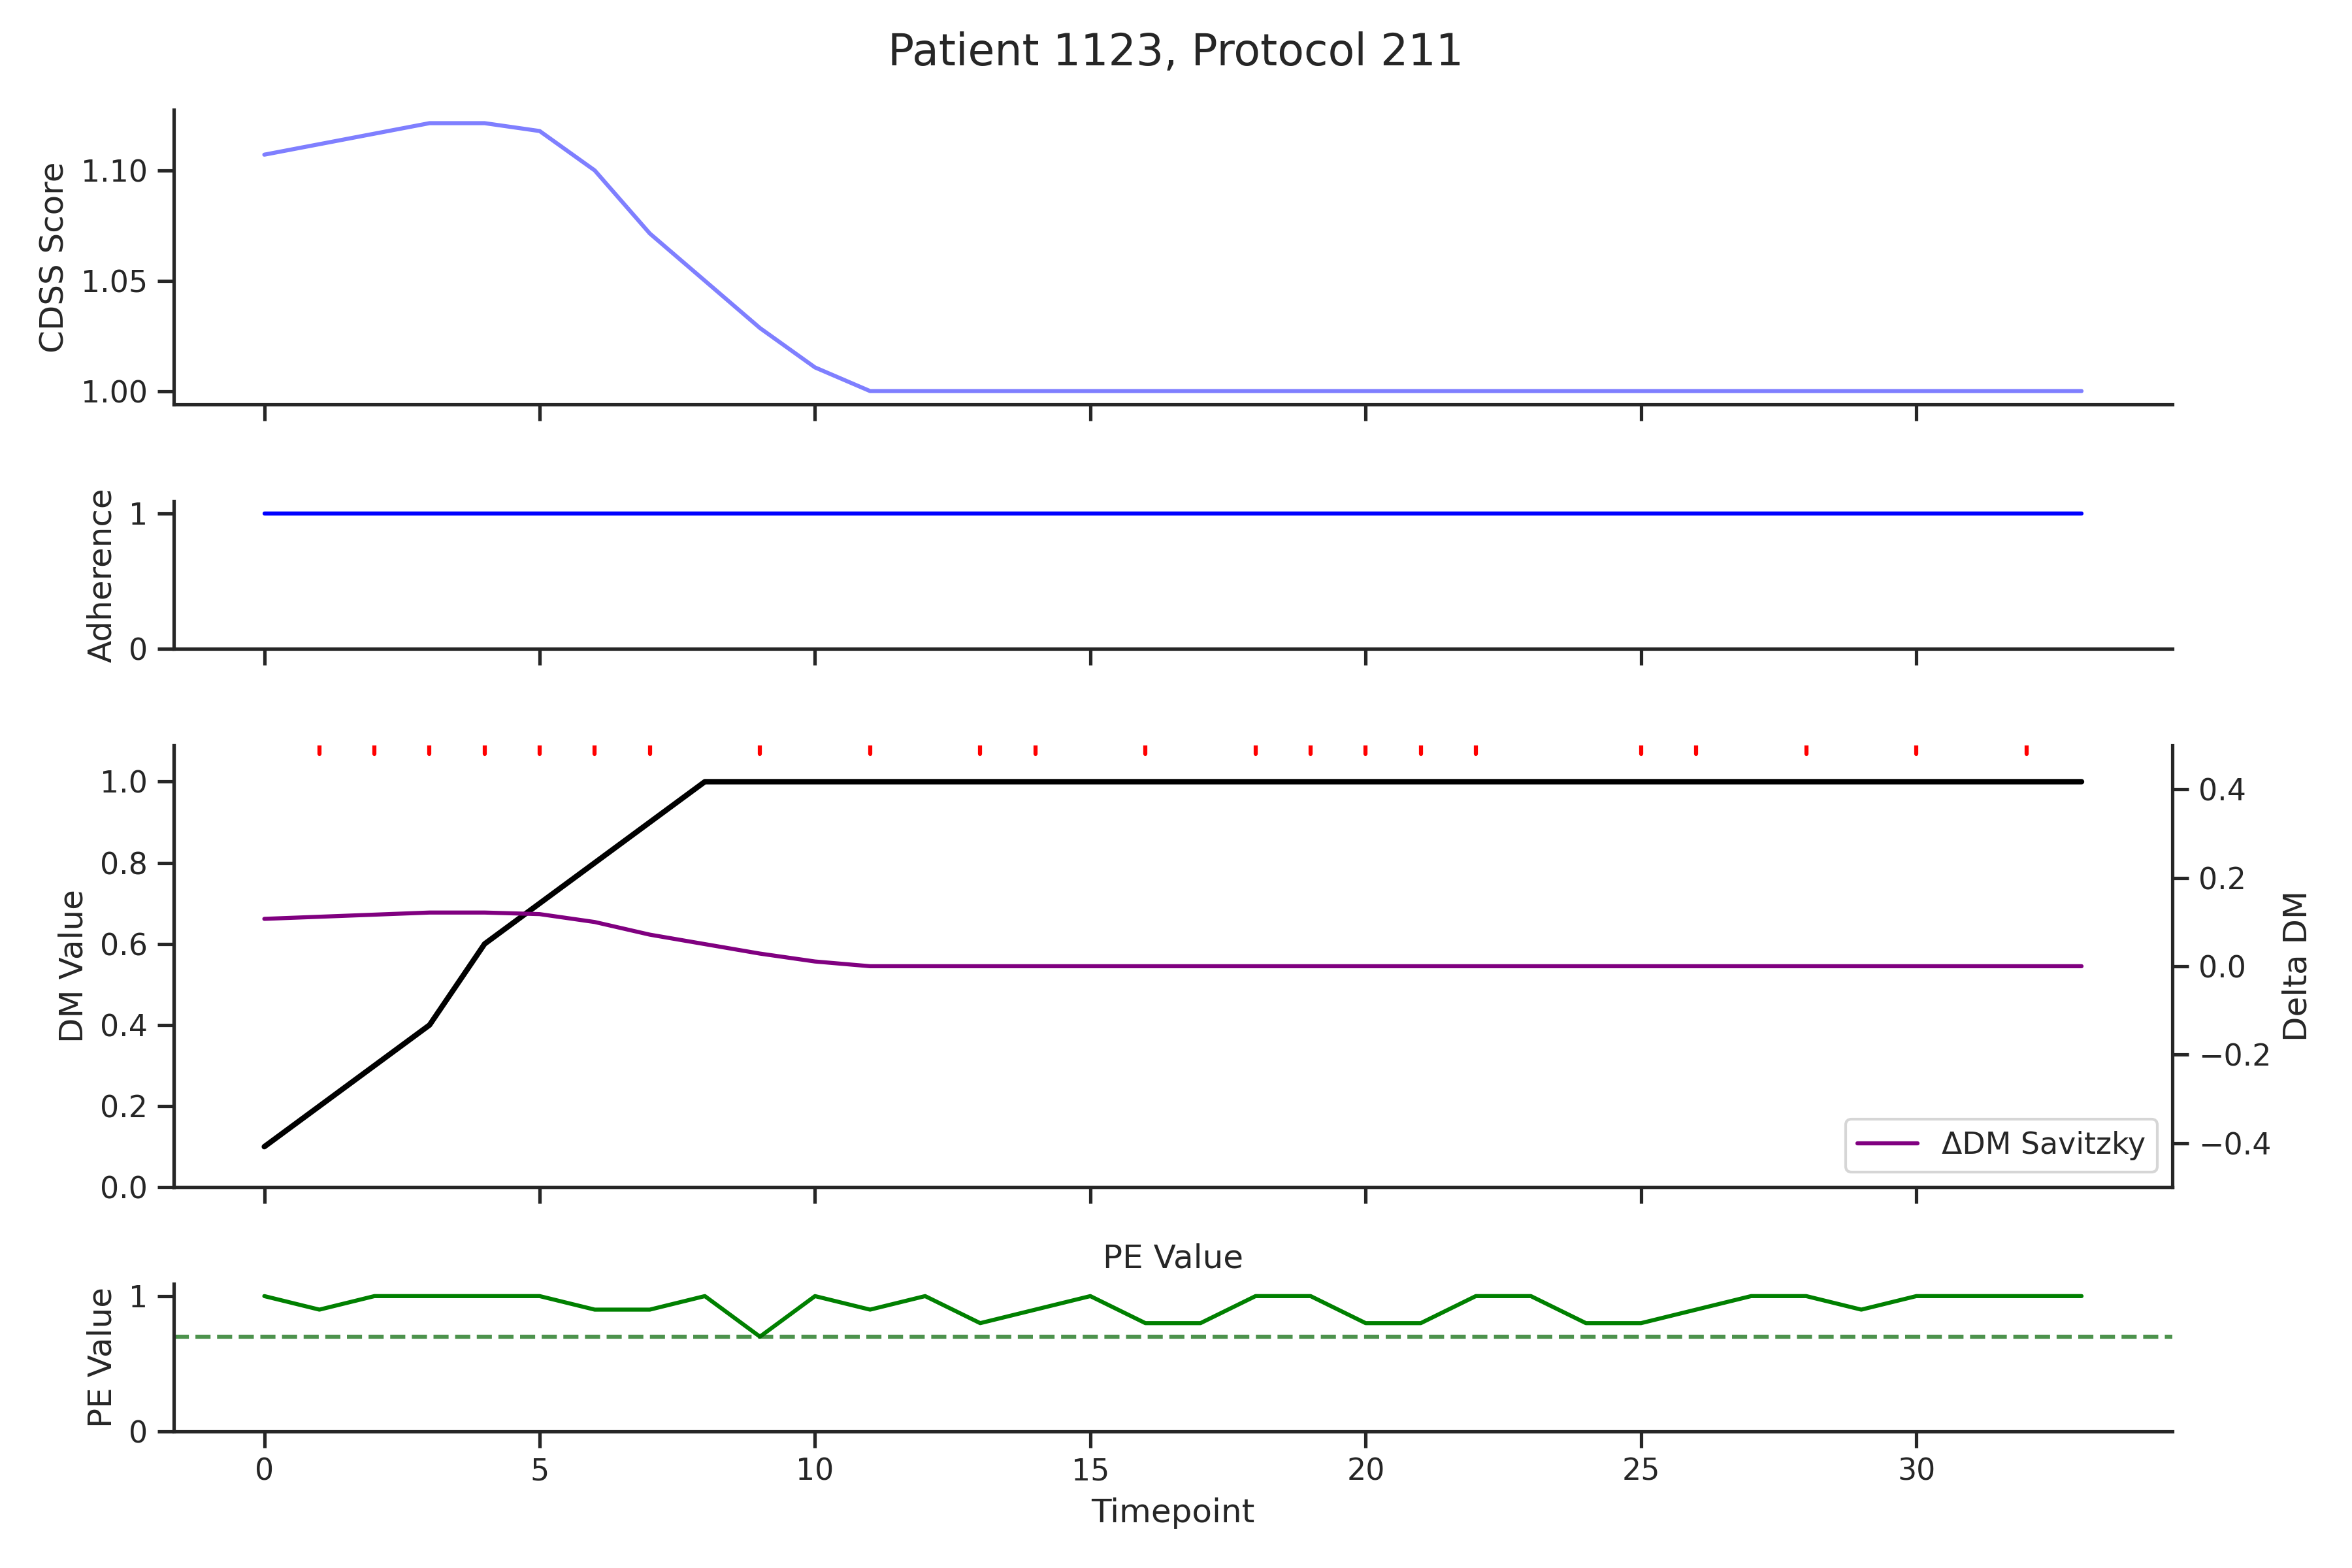 Patient 1123, Protocol 211
CDSS Score
1.10
1.05
1.00
Adherence
1
0
DM Value
1.0
0.8
0.6
0.4
0.2
0.0
Delta DM
0.4
0.2
0.0
−0.2
−0.4
ΔDM Savitzky
PE Value
PE Value
1
0
0 5 10 15 20 25 30
Timepoint